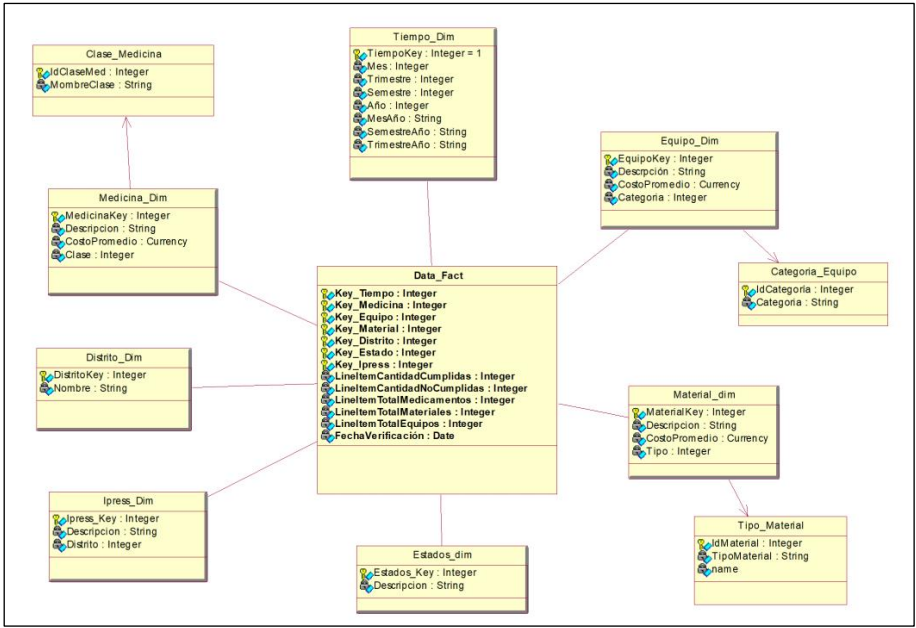 Clase_Medicina
IdClaseMed : Integer
MombreClase : String
Tiempo_Dim
TiempoKey : Integer = 1
Mes : Integer
Trimestre : Integer
Semestre : Integer
Año : Integer
MesAño : String
SemestreAño : String
TrimestreAño : String
Equipo_Dim
EquipoKey : Integer
Descrpción : String
CostoPromedio : Currency
Categoria : Integer
Medicina_Dim
MedicinaKey : Integer
Descripcion : String
CostoPromedio : Currency
Clase : Integer
Categoria_Equipo
IdCategoria : Integer
Categoria : String
Data_Fact
Key_Tiempo : Integer
Key_Medicina : Integer
Key_Equipo : Integer
Key_Material : Integer
Key_Distrito : Integer
Key_Estado : Integer
Key_Ipress : Integer
LineItemCantidadCumplidas : Integer
LineItemCantidadNoCumplidas : Integer
LineItemTotalMedicamentos : Integer
LineItemTotalMateriales : Integer
LineItemTotalEquipos : Integer
FechaVerificación : Date
Distrito_Dim
DistritoKey : Integer
Nombre : String
Material_dim
MaterialKey : Integer
Descripcion : String
CostoPromedio : Currency
Tipo : Integer
Ipress_Dim
Ipress_Key : Integer
Descripcion : String
Distrito : Integer
Estados_dim
Estados_Key : Integer
Descripcion : String
Tipo_Material
IdMaterial : Integer
TipoMaterial : String
name